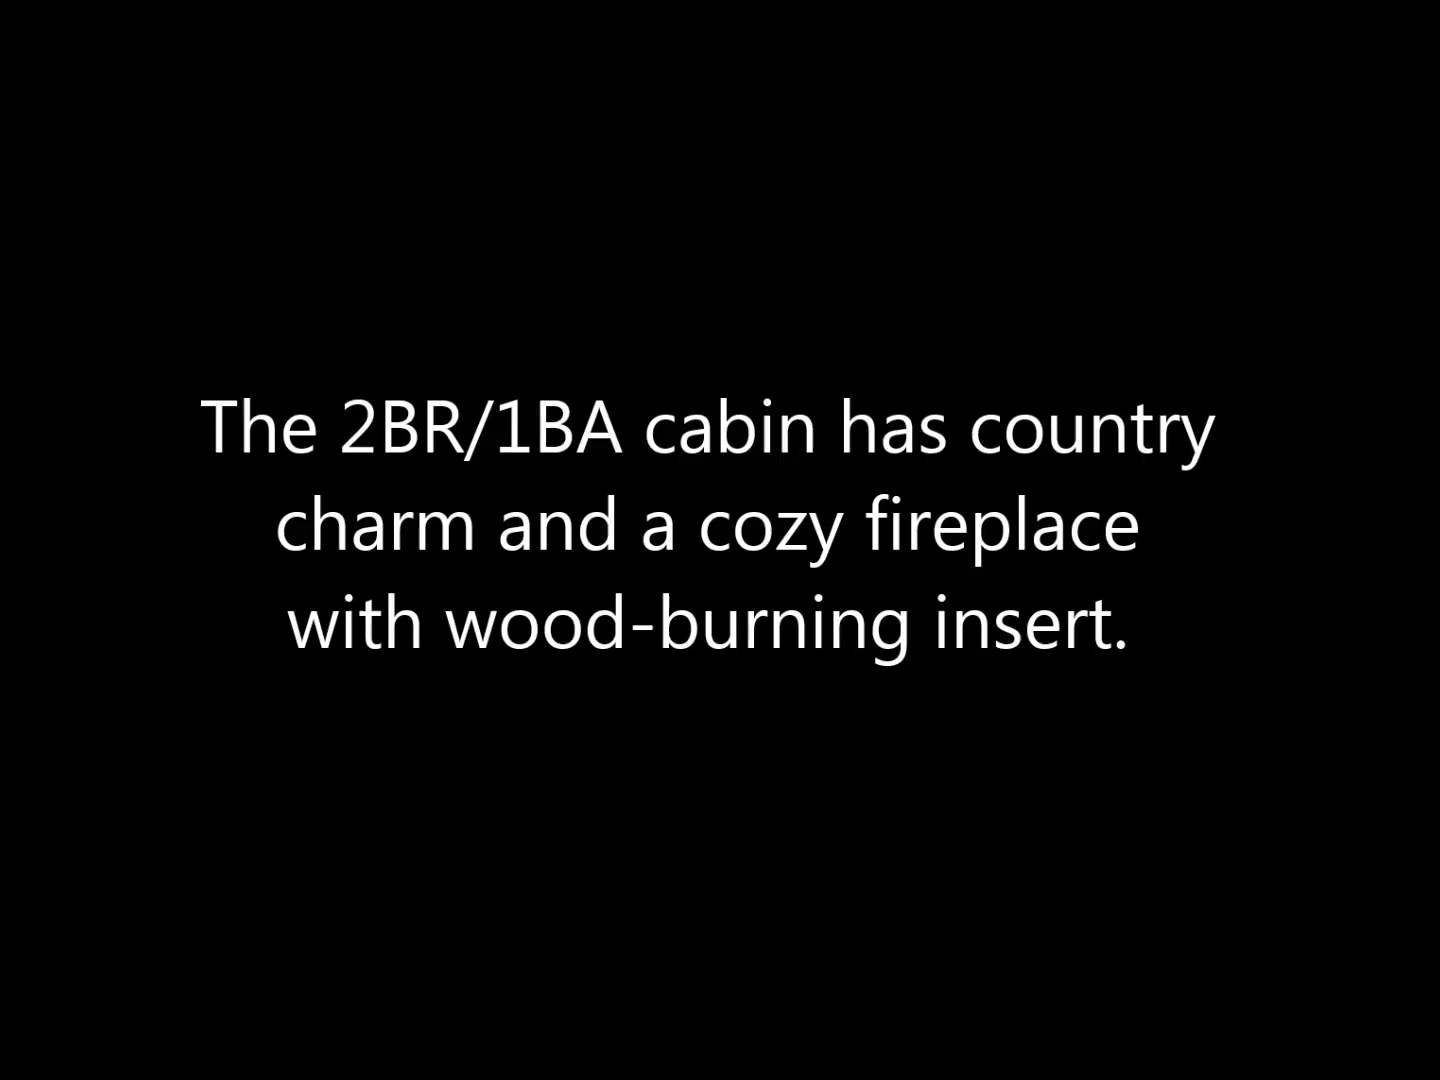 The 2BR/1BA cabin has country
charm and a cozy fireplace
with wood-burning insert.